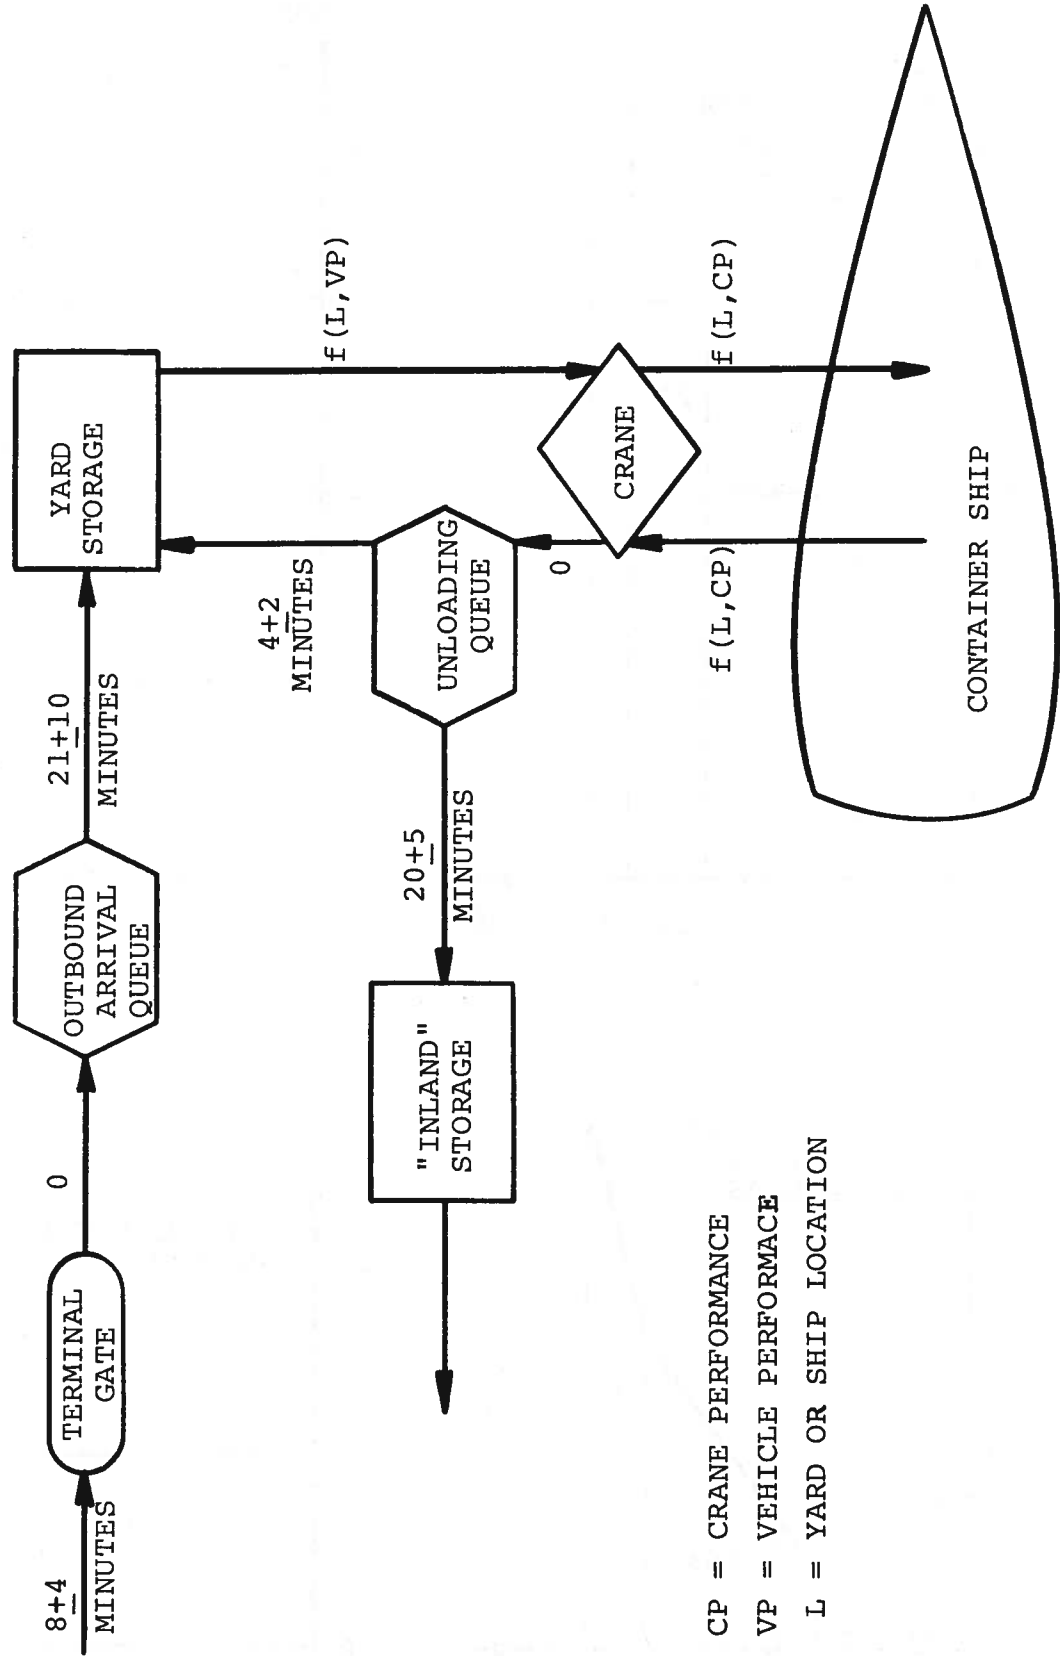 8±4
MINUTES
TERMINAL
GATE
0
OUTBOUND
ARRIVAL
QUEUE
21±10
MINUTES
YARD
STORAGE
"INLAND"
STORAGE
20±5
MINUTES
UNLOADING
QUEUE
4±2
MINUTES
f(L,VP)
0
CRANE
f(L,CP)
f(L,CP)
CONTAINER SHIP
CP = CRANE PERFORMANCE
VP = VEHICLE PERFORMACE
L = YARD OR SHIP LOCATION